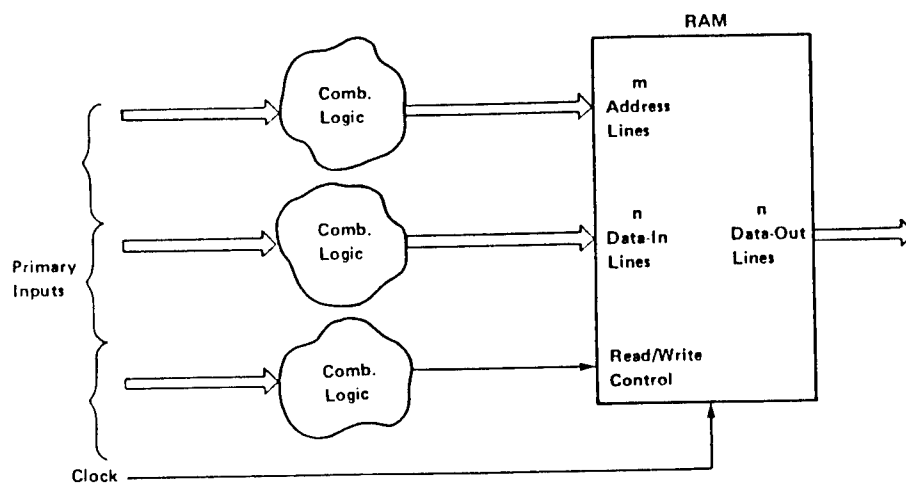 RAM
Comb.
Logic
m
Address
Lines
Comb.
Logic
n
Data-In
Lines
n
Data-Out
Lines
Primary
Inputs
Comb.
Logic
Read/Write
Control
Clock